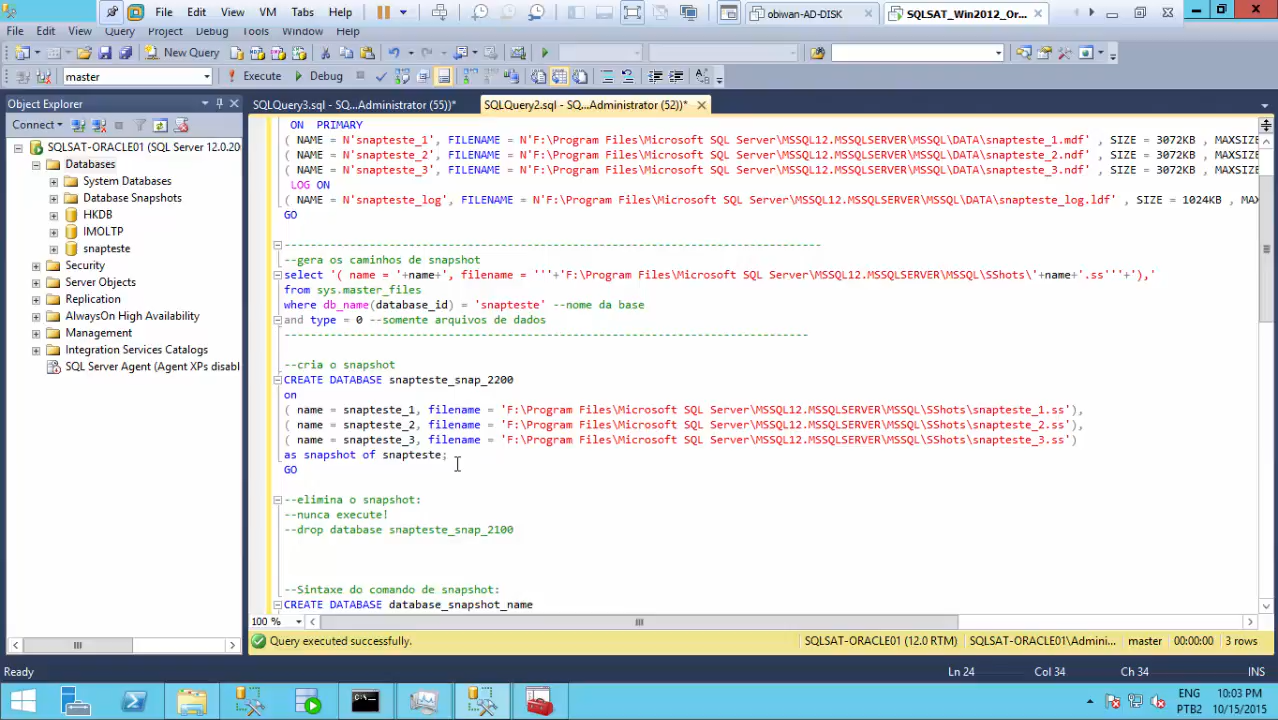 File Edit View VM Tabs Help
obiwan-AD-DISK
SQLSAT_Win2012_Or...
File Edit View Query Project Debug Tools Window Help
New Query
master
Execute
Debug
Object Explorer
SQLQuery3.sql - SQ...Administrator (55))*
SQLQuery2.sql - SQ...Administrator (52))*
Connect
SQLSAT-ORACLE01 (SQL Server 12.0.20
Databases
System Databases
Database Snapshots
HKDB
IMOLTP
snapteste
Security
Server Objects
Replication
AlwaysOn High Availability
Management
Integration Services Catalogs
SQL Server Agent (Agent XPs disabl
ON PRIMARY
( NAME = N'snapteste_1', FILENAME = N'F:\Program Files\Microsoft SQL Server\MSSQL12.MSSQLSERVER\MSSQL\DATA\snapteste_1.mdf' , SIZE = 3072KB , MAXSIZE
( NAME = N'snapteste_2', FILENAME = N'F:\Program Files\Microsoft SQL Server\MSSQL12.MSSQLSERVER\MSSQL\DATA\snapteste_2.ndf' , SIZE = 3072KB , MAXSIZE
( NAME = N'snapteste_3', FILENAME = N'F:\Program Files\Microsoft SQL Server\MSSQL12.MSSQLSERVER\MSSQL\DATA\snapteste_3.ndf' , SIZE = 3072KB , MAXSIZE
LOG ON
( NAME = N'snapteste_log', FILENAME = N'F:\Program Files\Microsoft SQL Server\MSSQL12.MSSQLSERVER\MSSQL\DATA\snapteste_log.ldf' , SIZE = 1024KB , MAX
GO
---------------------------------------------------------------------------------
--gera os caminhos de snapshot
select '( name = '+name+', filename = '''+'F:\Program Files\Microsoft SQL Server\MSSQL12.MSSQLSERVER\MSSQL\SShots\'+name+'.ss'''+'),'
from sys.master_files
where db_name(database_id) = 'snapteste' --nome da base
and type = 0 --somente arquivos de dados
--------------------------------------------------------------------------------
--cria o snapshot
CREATE DATABASE snapteste_snap_2200
on
( name = snapteste_1, filename = 'F:\Program Files\Microsoft SQL Server\MSSQL12.MSSQLSERVER\MSSQL\SShots\snapteste_1.ss'),
( name = snapteste_2, filename = 'F:\Program Files\Microsoft SQL Server\MSSQL12.MSSQLSERVER\MSSQL\SShots\snapteste_2.ss'),
( name = snapteste_3, filename = 'F:\Program Files\Microsoft SQL Server\MSSQL12.MSSQLSERVER\MSSQL\SShots\snapteste_3.ss')
as snapshot of snapteste;
GO
--elimina o snapshot:
--nunca execute!
--drop database snapteste_snap_2100
--Sintaxe do comando de snapshot:
CREATE DATABASE database_snapshot_name
100 %
Query executed successfully.
SQLSAT-ORACLE01 (12.0 RTM)
SQLSAT-ORACLE01\Admini...
master
00:00:00
3 rows
Ready
Ln 24
Col 34
Ch 34
INS
ENG
PTB2
10:03 PM
10/15/2015